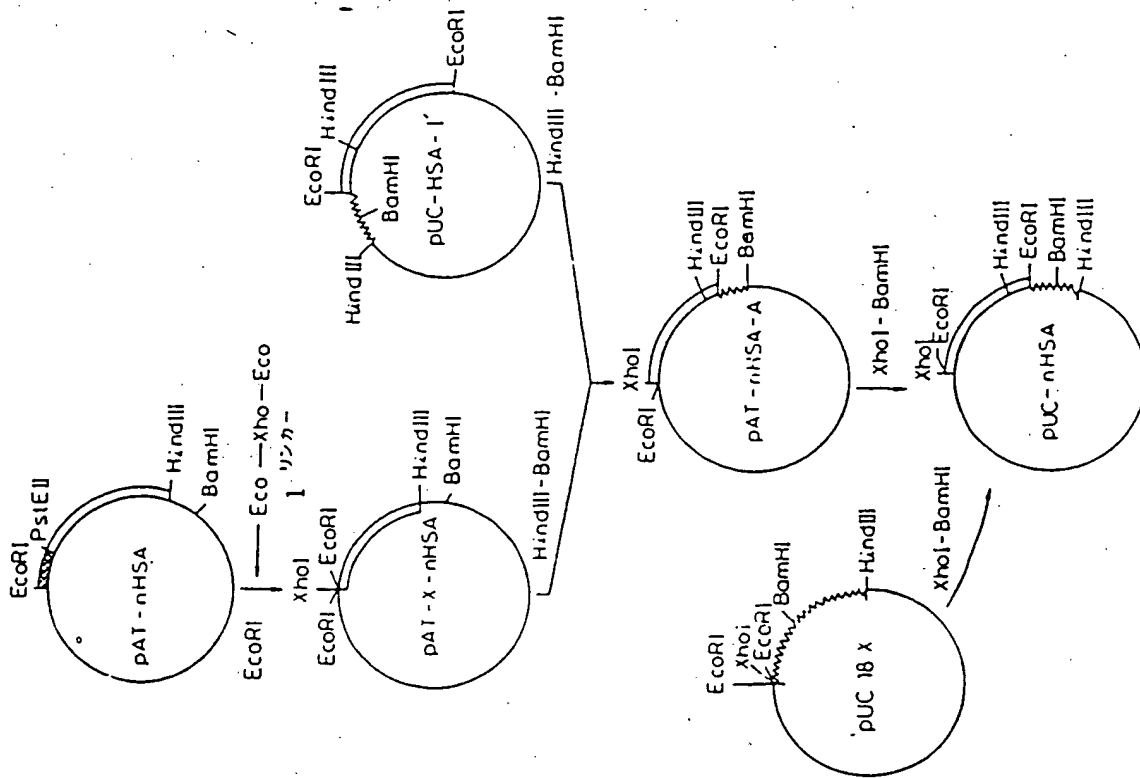 EcoRI
PstEII
HindIII
BamHI
pAT-nHSA
EcoRI
Eco—Xho—Eco
リンカー
XhoI
EcoRI
EcoRI
HindIII
BamHI
pAT-X-nHSA
HindIII-BamHI
EcoRI
HindIII
EcoRI
BamHI
HindIII
pUC-HSA-I'
HindIII-BamHI
XhoI
EcoRI
HindIII
EcoRI
BamHI
pAT-nHSA-A
XhoI-BamHI
EcoRI
XhoI
EcoRI
BamHI
HindIII
pUC 18 X
XhoI-BamHI
XhoI
EcoRI
HindIII
EcoRI
BamHI
HindIII
pUC-nHSA